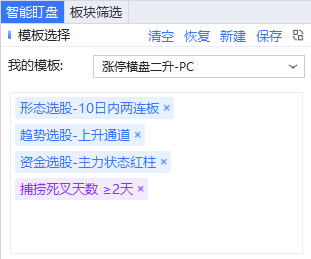 智能盯盘 板块筛选
模板选择 清空 恢复 新建 保存
我的模板: 涨停横盘二升-PC
形态选股-10日内两连板 ×
趋势选股-上升通道 ×
资金选股-主力状态红柱 ×
捕捞死叉天数 ≥2天 ×